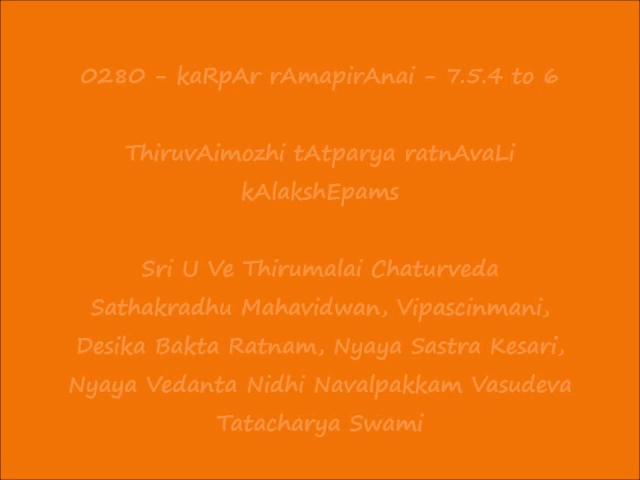 0280 - kaRpAr rAmapirAnai - 7.5.4 to 6
ThiruvAimozhi tAtparya ratnAvaLi
kAlakshEpams
Sri U Ve Thirumalai Chaturveda
Sathakradhu Mahavidwan, Vipascinmani,
Desika Bakta Ratnam, Nyaya Sastra Kesari,
Nyaya Vedanta Nidhi Navalpakkam Vasudeva
Tatacharya Swami